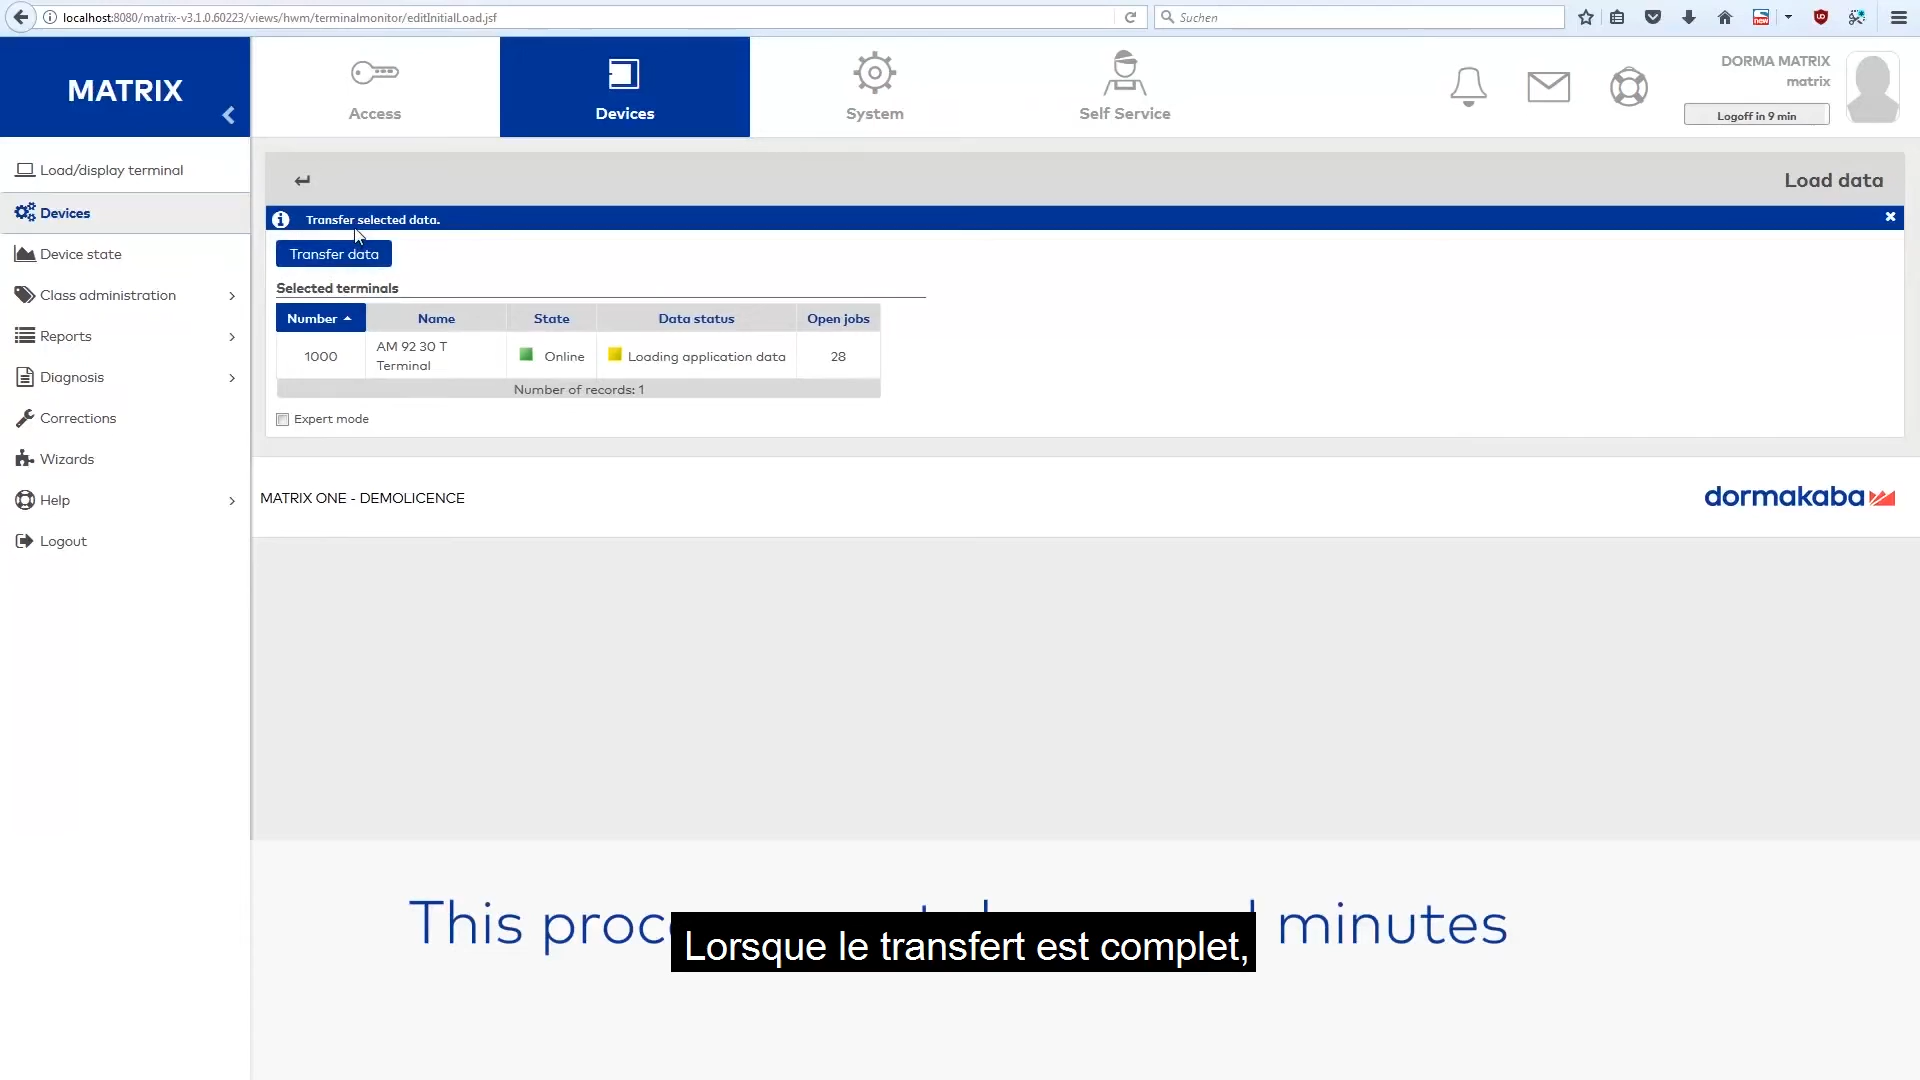 localhost:8080/matrix-v3.1.0.60223/views/hwm/terminalmonitor/editInitialLoad.jsf
Suchen
MATRIX
Access
Devices
System
Self Service
DORMA MATRIX
matrix
Logoff in 9 min
Load/display terminal
Devices
Device state
Class administration
Reports
Diagnosis
Corrections
Wizards
Help
Logout
Load data
Transfer selected data.
Transfer data
Selected terminals
Number Name State Data status Open jobs
1000 AM 92 30 T Terminal Online Loading application data 28
Number of records: 1
Expert mode
MATRIX ONE - DEMOLICENCE
dormakaba
This minutes
Lorsque le transfert est complet,